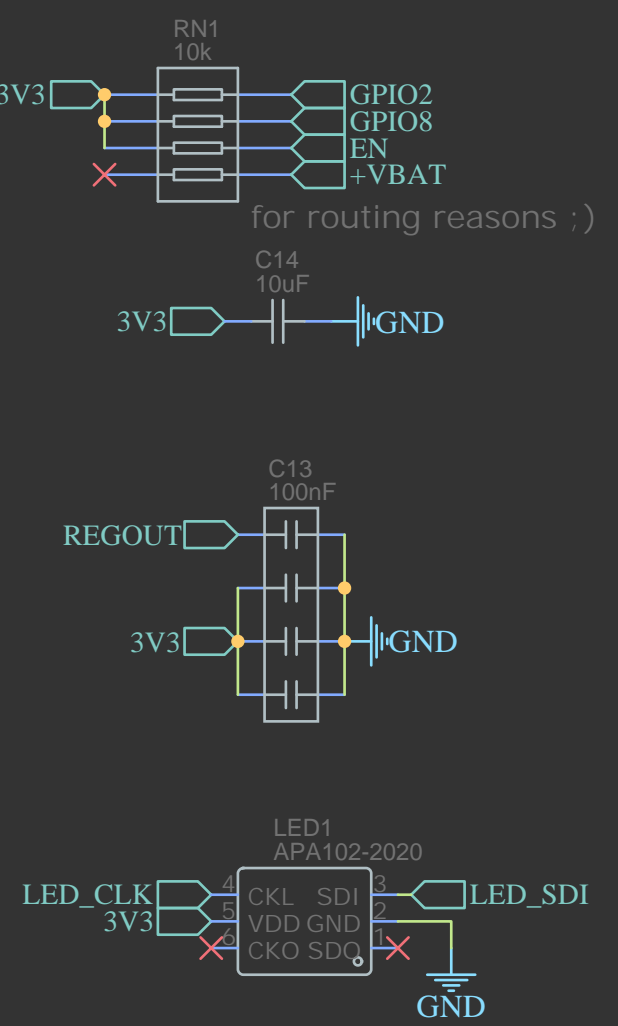 RN1
10k
3V3
GPIO2
GPIO8
EN
+VBAT
for routing reasons ;)
C14
10uF
3V3
GND
C13
100nF
REGOUT
3V3
GND
LED1
APA102-2020
LED_CLK 4 CKL SDI 3 LED_SDI
3V3 5 VDD GND 2
6 CKO SDO 1
GND